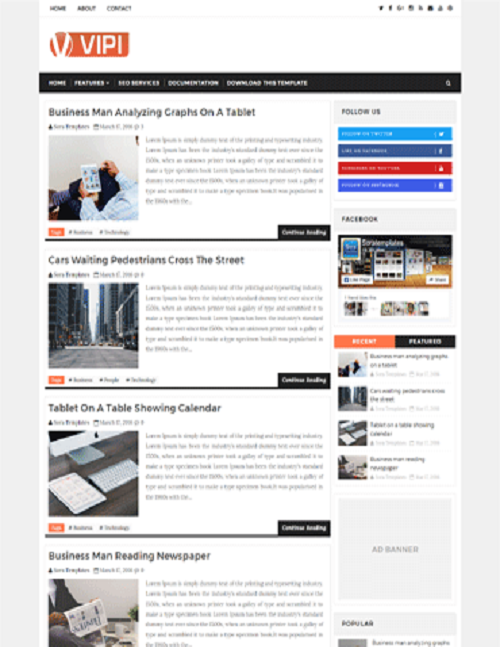 HOME ABOUT CONTACT
VIPI
HOME FEATURES SEO SERVICES DOCUMENTATION DOWNLOAD THIS TEMPLATE
Business Man Analyzing Graphs On A Tablet
Sora Templates March 17, 2016
Lorem Ipsum is simply dummy text of the printing and typesetting industry.
Lorem Ipsum has been the industry's standard dummy text ever since the
1500s, when an unknown printer took a galley of type and scrambled it to
make a type specimen book Lorem Ipsum has been the industry's standard
dummy text ever since the 1500s, when an unknown printer took a galley of
type and scrambled it to make a type specimen book.It was popularised in
the 1960s with the...
Tags # Business # Technology
Continue Reading
Cars Waiting Pedestrians Cross The Street
Sora Templates March 17, 2016
Lorem Ipsum is simply dummy text of the printing and typesetting industry.
Lorem Ipsum has been the industry's standard dummy text ever since the
1500s, when an unknown printer took a galley of type and scrambled it to
make a type specimen book Lorem Ipsum has been the industry's standard
dummy text ever since the 1500s, when an unknown printer took a galley of
type and scrambled it to make a type specimen book.It was popularised in
the 1960s with the...
Tags # Business # People # Technology
Continue Reading
Tablet On A Table Showing Calendar
Sora Templates March 17, 2016
Lorem Ipsum is simply dummy text of the printing and typesetting industry.
Lorem Ipsum has been the industry's standard dummy text ever since the
1500s, when an unknown printer took a galley of type and scrambled it to
make a type specimen book Lorem Ipsum has been the industry's standard
dummy text ever since the 1500s, when an unknown printer took a galley of
type and scrambled it to make a type specimen book.It was popularised in
the 1960s with the...
Tags # Business # Technology
Continue Reading
Business Man Reading Newspaper
Sora Templates March 17, 2016
Lorem Ipsum is simply dummy text of the printing and typesetting industry.
Lorem Ipsum has been the industry's standard dummy text ever since the
1500s, when an unknown printer took a galley of type and scrambled it to
make a type specimen book Lorem Ipsum has been the industry's standard
dummy text ever since the 1500s, when an unknown printer took a galley of
type and scrambled it to make a type specimen book.It was popularised in
FOLLOW US
FOLLOW ON TWITTER
LIKE ON FACEBOOK
SUBSCRIBE ON YOUTUBE
FOLLOW ON INSTAGRAM
FACEBOOK
Soratemplates
Like Page Share
RECENT FEATURED
Business man analyzing graphs
on a tablet
Sora Templates Mar 17, 2016
Cars waiting pedestrians cross
the street
Sora Templates Mar 17, 2016
Tablet on a table showing
calendar
Sora Templates Mar 17, 2016
Business man reading
newspaper
Sora Templates Mar 17, 2016
AD BANNER
POPULAR
Business man analyzing graphs